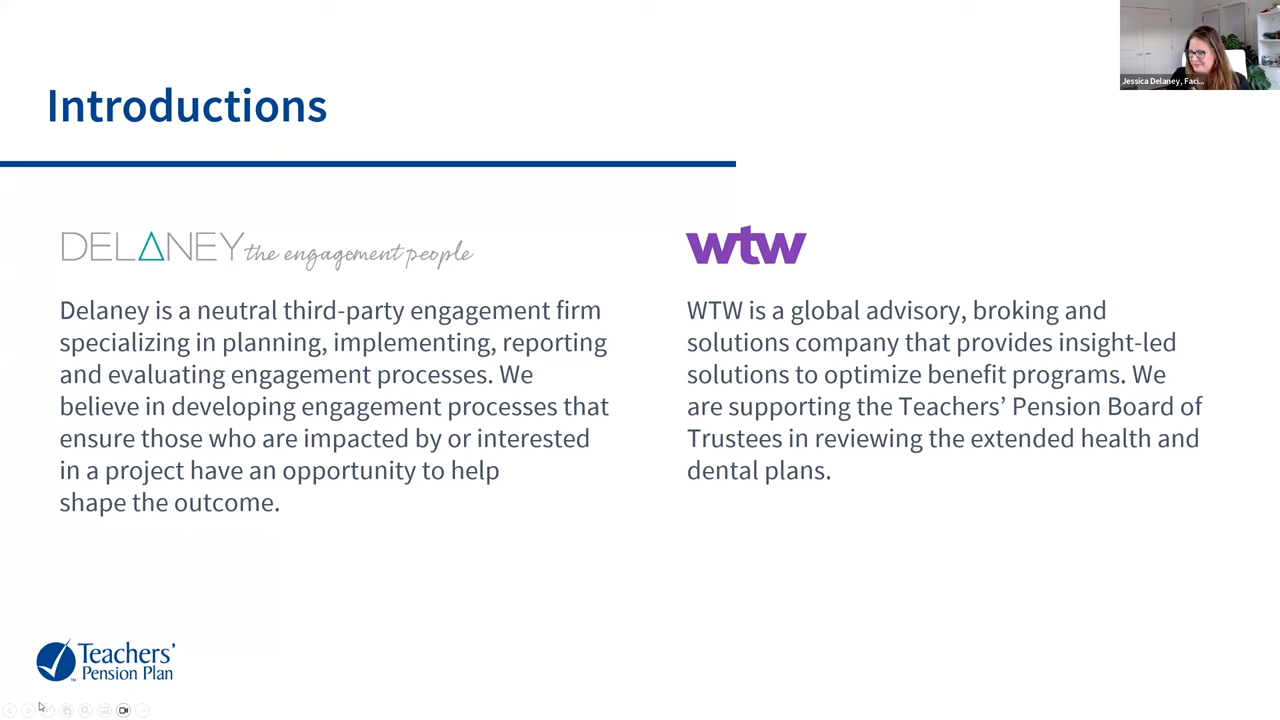 Introductions
Jessica Delaney, Faci...
DELANEY the engagement people
Delaney is a neutral third-party engagement firm
specializing in planning, implementing, reporting
and evaluating engagement processes. We
believe in developing engagement processes that
ensure those who are impacted by or interested
in a project have an opportunity to help
shape the outcome.
wtw
WTW is a global advisory, broking and
solutions company that provides insight-led
solutions to optimize benefit programs. We
are supporting the Teachers’ Pension Board of
Trustees in reviewing the extended health and
dental plans.
Teachers’
Pension Plan
TM